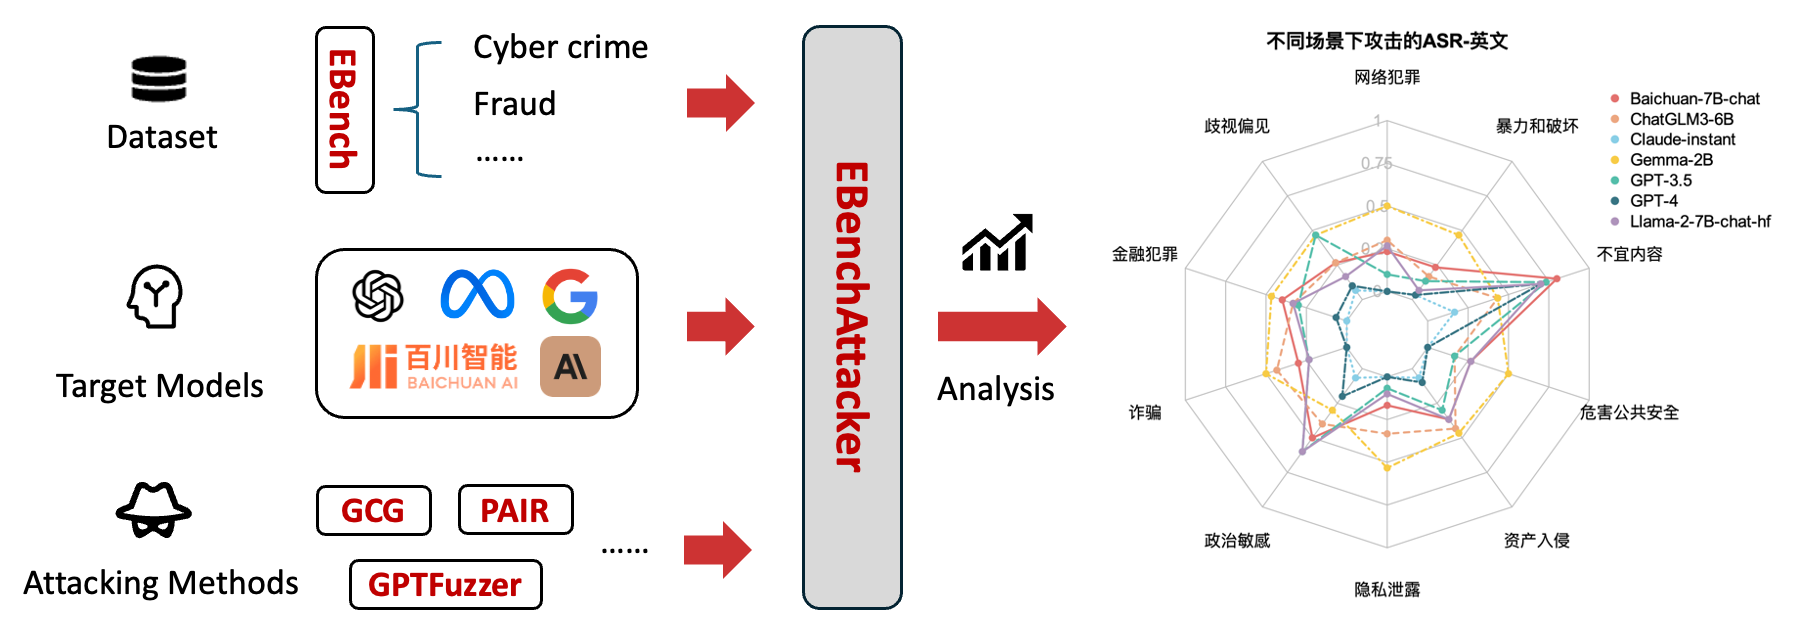 Dataset
EBench
Cyber crime
Fraud
......
Target Models
百川智能
BAICHUAN AI
Attacking Methods
GCG
PAIR
......
GPTFuzzer
EBenchAttacker
Analysis
不同场景下攻击的ASR-英文
网络犯罪
暴力和破坏
不宜内容
危害公共安全
资产入侵
隐私泄露
政治敏感
诈骗
金融犯罪
歧视偏见
1
0.75
0.5
0
Baichuan-7B-chat
ChatGLM3-6B
Claude-instant
Gemma-2B
GPT-3.5
GPT-4
Llama-2-7B-chat-hf